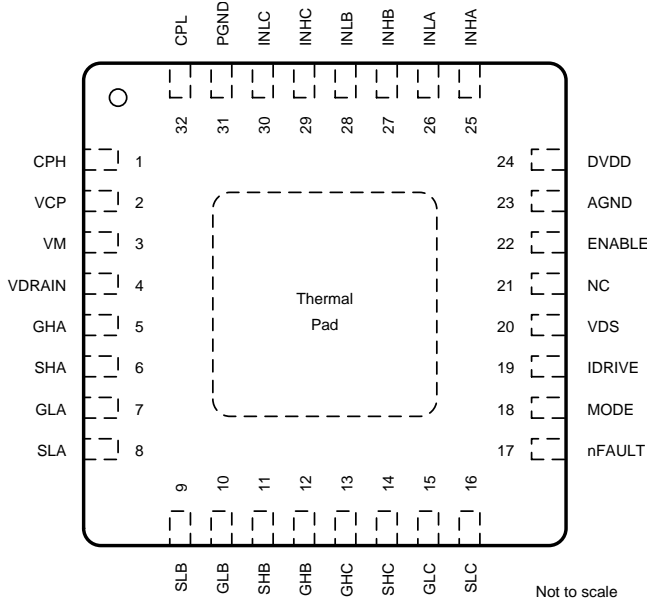 CPL PGND INLC INHC INLB INHB INLA INHA
32 31 30 29 28 27 26 25
CPH 1 24 DVDD
VCP 2 23 AGND
VM 3 22 ENABLE
VDRAIN 4 21 NC
GHA 5 20 VDS
SHA 6 19 IDRIVE
GLA 7 18 MODE
SLA 8 17 nFAULT
Thermal
Pad
9 10 11 12 13 14 15 16
SLB GLB SHB GHB GHC SHC GLC SLC
Not to scale